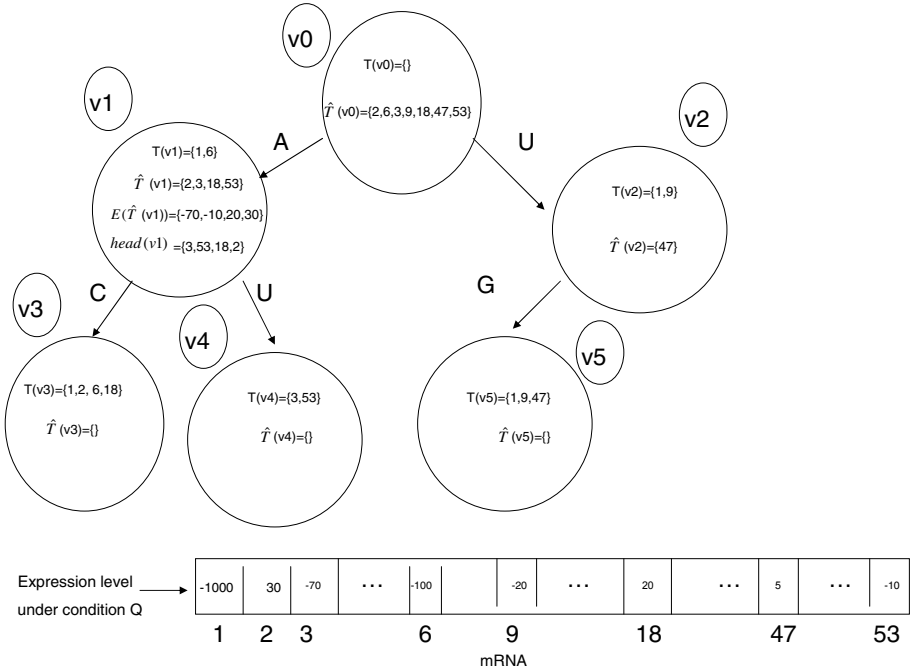 v0
T(v0)={}
T̂ (v0)={2,6,3,9,18,47,53}
v1
A
U
v2
T(v1)={1,6}
T̂ (v1)={2,3,18,53}
E(T̂ (v1))={-70,-10,20,30}
head(v1) ={3,53,18,2}
T(v2)={1,9}
T̂ (v2)={47}
C
U
G
v3
v4
v5
T(v3)={1,2, 6,18}
T̂ (v3)={}
T(v4)={3,53}
T̂ (v4)={}
T(v5)={1,9,47}
T̂ (v5)={}
Expression level
under condition Q
-1000 30 -70 ... -100 -20 ... 20 ... 5 ... -10
1 2 3 6 9 18 47 53
mRNA